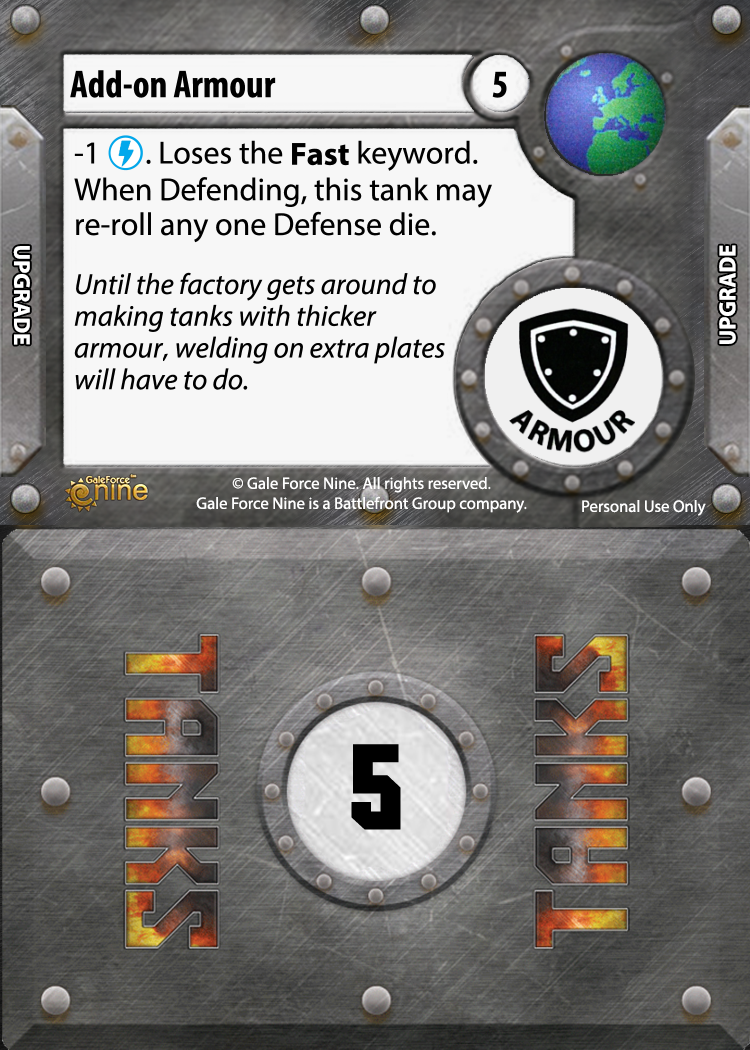 Add-on Armour
5
-1 . Loses the Fast keyword.
When Defending, this tank may
re-roll any one Defense die.
Until the factory gets around to
making tanks with thicker
armour, welding on extra plates
will have to do.
UPGRADE
UPGRADE
ARMOUR
GaleForce™
nine
© Gale Force Nine. All rights reserved.
Gale Force Nine is a Battlefront Group company.
Personal Use Only
TANKS
5
TANKS